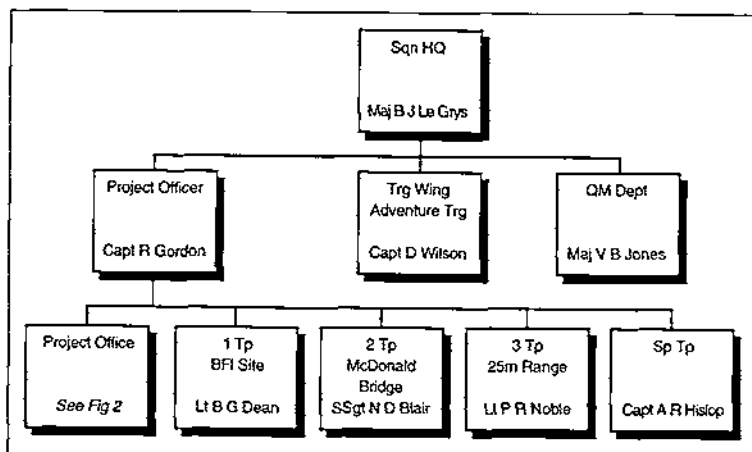 Sqn HQ
Maj B J Le Grys
Project Officer
Capt R Gordon
Trg Wing
Adventure Trg
Capt D Wilson
QM Dept
Maj V B Jones
Project Office
See Fig 2
1 Tp
BFI Site
Lt B G Dean
2 Tp
McDonald
Bridge
SSgt N D Blair
3 Tp
25m Range
Lt P R Noble
Sp Tp
Capt A R Hislop